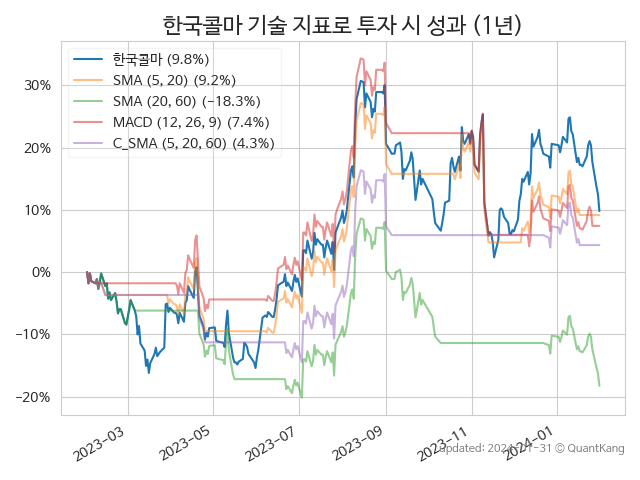 한국콜마 기술 지표로 투자 시 성과 (1년)
한국콜마 (9.8%)
SMA (5, 20) (9.2%)
SMA (20, 60) (−18.3%)
MACD (12, 26, 9) (7.4%)
C_SMA (5, 20, 60) (4.3%)
30%
20%
10%
0%
−10%
−20%
2023-03
2023-05
2023-07
2023-09
2023-11
2024-01
updated: 2024-01-31 © QuantKang